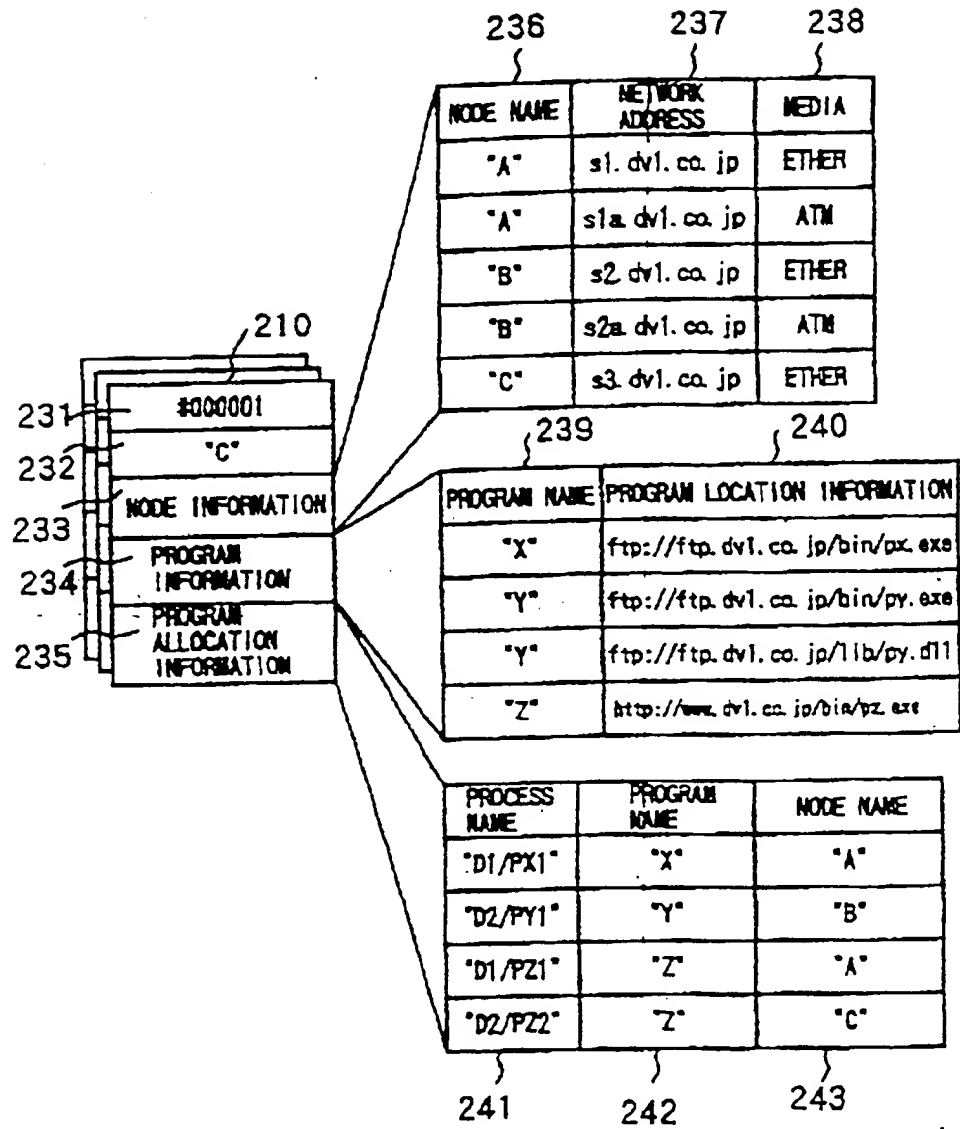 236 237 238
NODE NAME NETWORK ADDRESS MEDIA
"A" s1.dv1.co.jp ETHER
"A" s1a.dv1.co.jp ATM
"B" s2.dv1.co.jp ETHER
"B" s2a.dv1.co.jp ATM
"C" s3.dv1.co.jp ETHER
210
231 #000001
232 "C"
233 NODE INFORMATION
234 PROGRAM INFORMATION
235 PROGRAM ALLOCATION INFORMATION
239 240
PROGRAM NAME PROGRAM LOCATION INFORMATION
"X" ftp://ftp.dv1.co.jp/bin/px.exe
"Y" ftp://ftp.dv1.co.jp/bin/py.exe
"Y" ftp://ftp.dv1.co.jp/lib/py.dll
"Z" http://www.dv1.co.jp/bin/pz.exe
PROCESS NAME PROGRAM NAME NODE NAME
"D1/PX1" "X" "A"
"D2/PY1" "Y" "B"
"D1/PZ1" "Z" "A"
"D2/PZ2" "Z" "C"
241 242 243